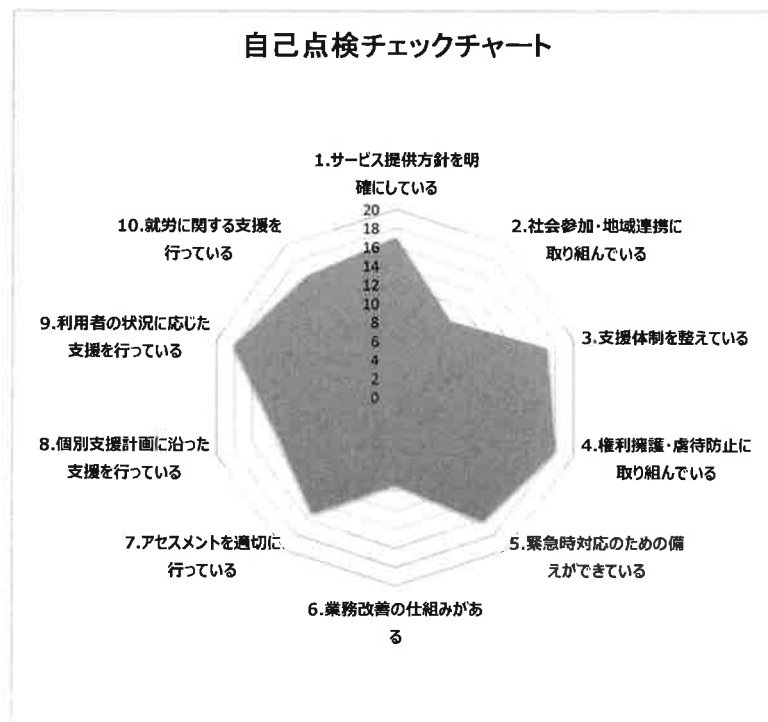 自己点検チェックチャート
1.サービス提供方針を明
確にしている
2.社会参加・地域連携に
取り組んでいる
3.支援体制を整えている
4.権利擁護・虐待防止に
取り組んでいる
5.緊急時対応のための備
えができている
6.業務改善の仕組みがあ
る
7.アセスメントを適切に
行っている
8.個別支援計画に沿った
支援を行っている
9.利用者の状況に応じた
支援を行っている
10.就労に関する支援を
行っている
20
18
16
14
12
10
8
6
4
2
0